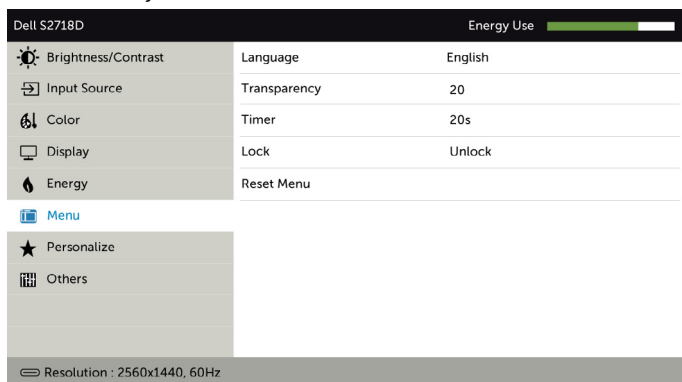 Dell S2718D Energy Use
Brightness/Contrast Language English
Input Source Transparency 20
Color Timer 20s
Display Lock Unlock
Energy Reset Menu
Menu
Personalize
Others
Resolution : 2560x1440, 60Hz